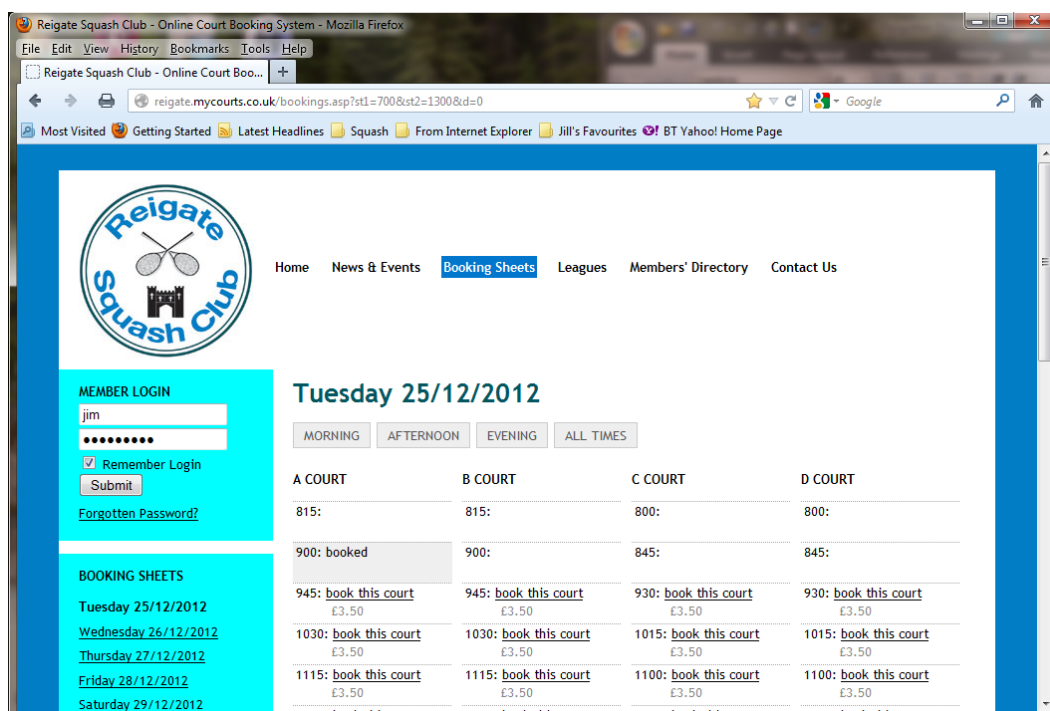 Reigate Squash Club - Online Court Booking System - Mozilla Firefox
File Edit View History Bookmarks Tools Help
Reigate Squash Club - Online Court Boo...
reigate.mycourts.co.uk/bookings.asp?st1=700&st2=1300&d=0
Google
Most Visited Getting Started Latest Headlines Squash From Internet Explorer Jill's Favourites BT Yahoo! Home Page
Reigate
Squash Club
Home News & Events Booking Sheets Leagues Members' Directory Contact Us
MEMBER LOGIN
jim
•••••••••
Remember Login
Submit
Forgotten Password?
BOOKING SHEETS
Tuesday 25/12/2012
Wednesday 26/12/2012
Thursday 27/12/2012
Friday 28/12/2012
Saturday 29/12/2012
Tuesday 25/12/2012
MORNING AFTERNOON EVENING ALL TIMES
A COURT B COURT C COURT D COURT
815: 815: 800: 800:
900: booked 900: 845: 845:
945: book this court 945: book this court 930: book this court 930: book this court
£3.50 £3.50 £3.50 £3.50
1030: book this court 1030: book this court 1015: book this court 1015: book this court
£3.50 £3.50 £3.50 £3.50
1115: book this court 1115: book this court 1100: book this court 1100: book this court
£3.50 £3.50 £3.50 £3.50